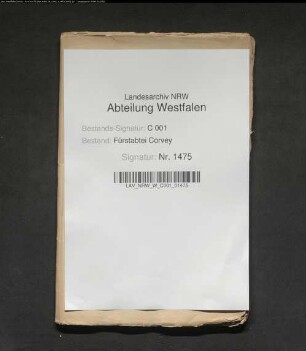 Landesarchiv NRW
Abteilung Westfalen
Bestands-Signatur: C 001
Bestand: Fürstabtei Corvey
Signatur: Nr. 1475
LAV_NRW_W_C001_01475